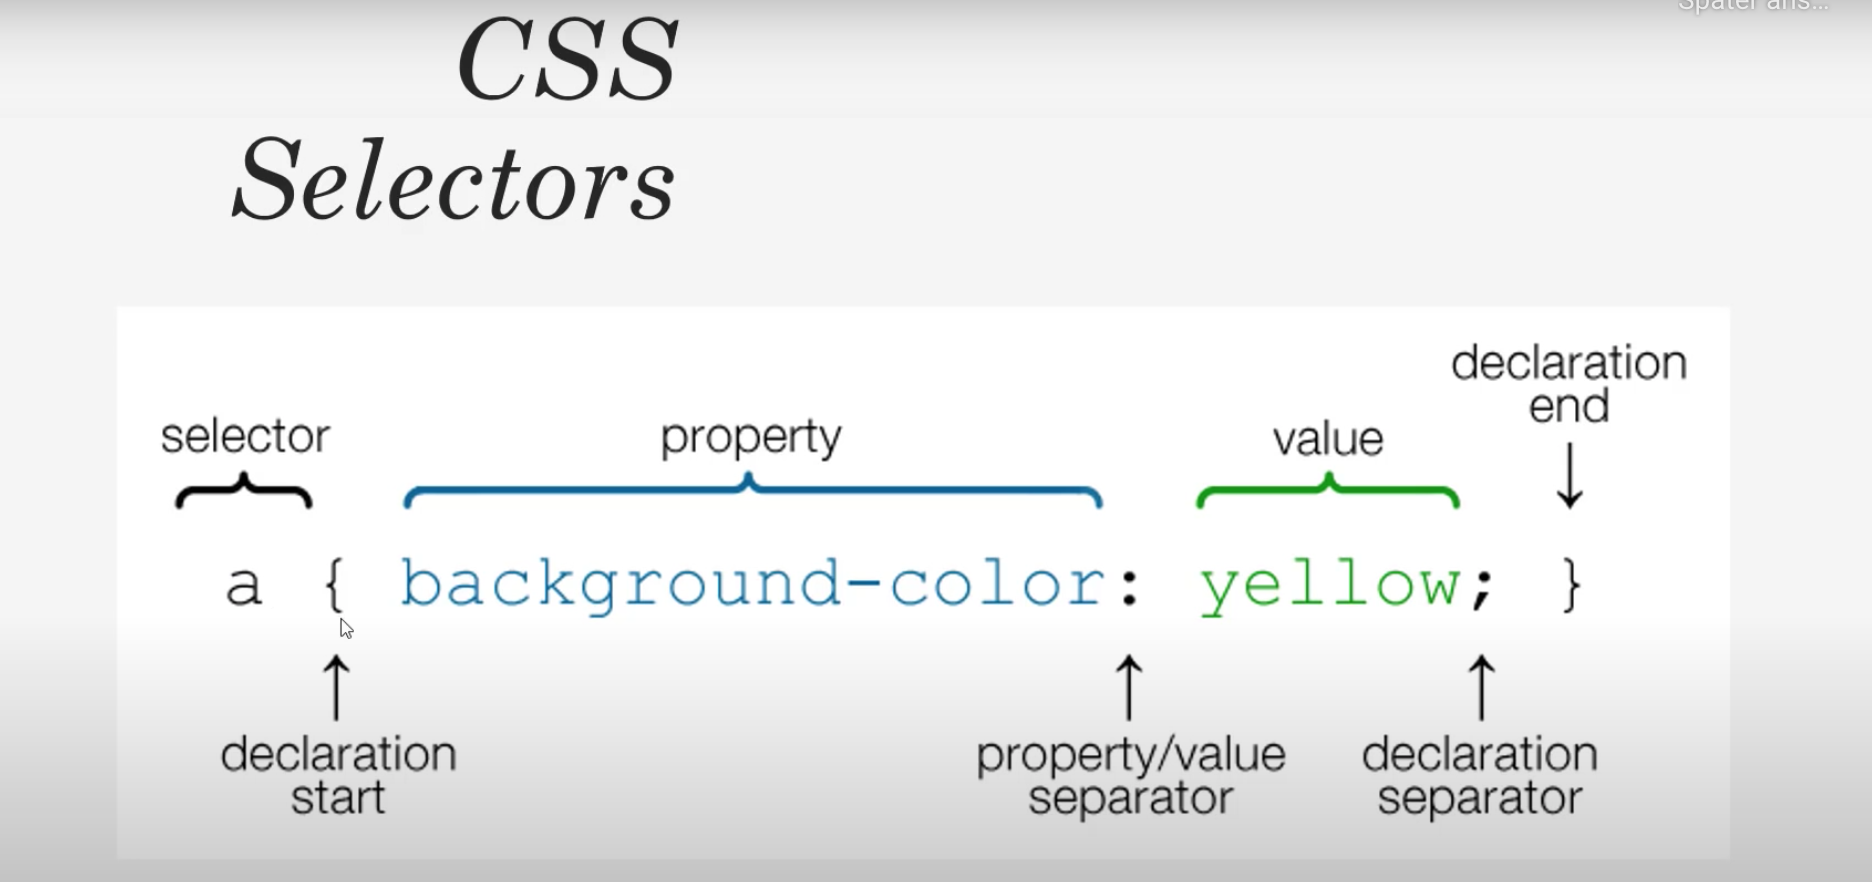 Später ans...
CSS
Selectors
declaration
end
selector
property
value
a { background-color: yellow; }
declaration
start
property/value
separator
declaration
separator